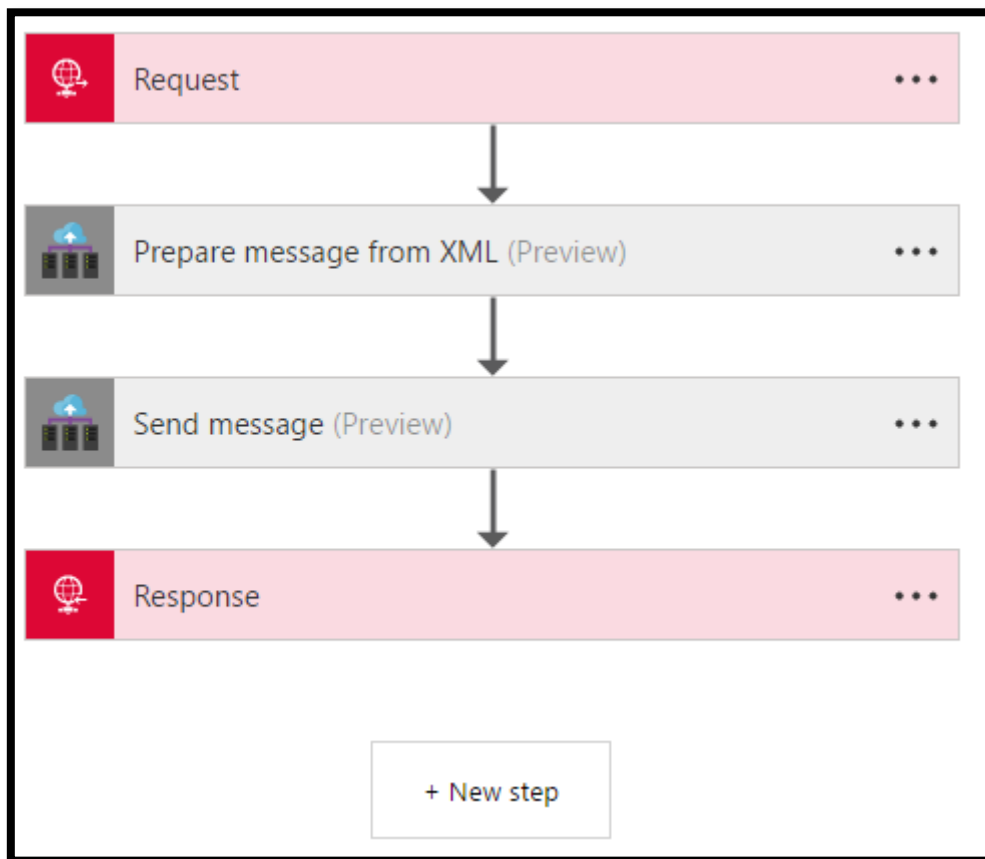 Request
Prepare message from XML (Preview)
Send message (Preview)
Response
+ New step